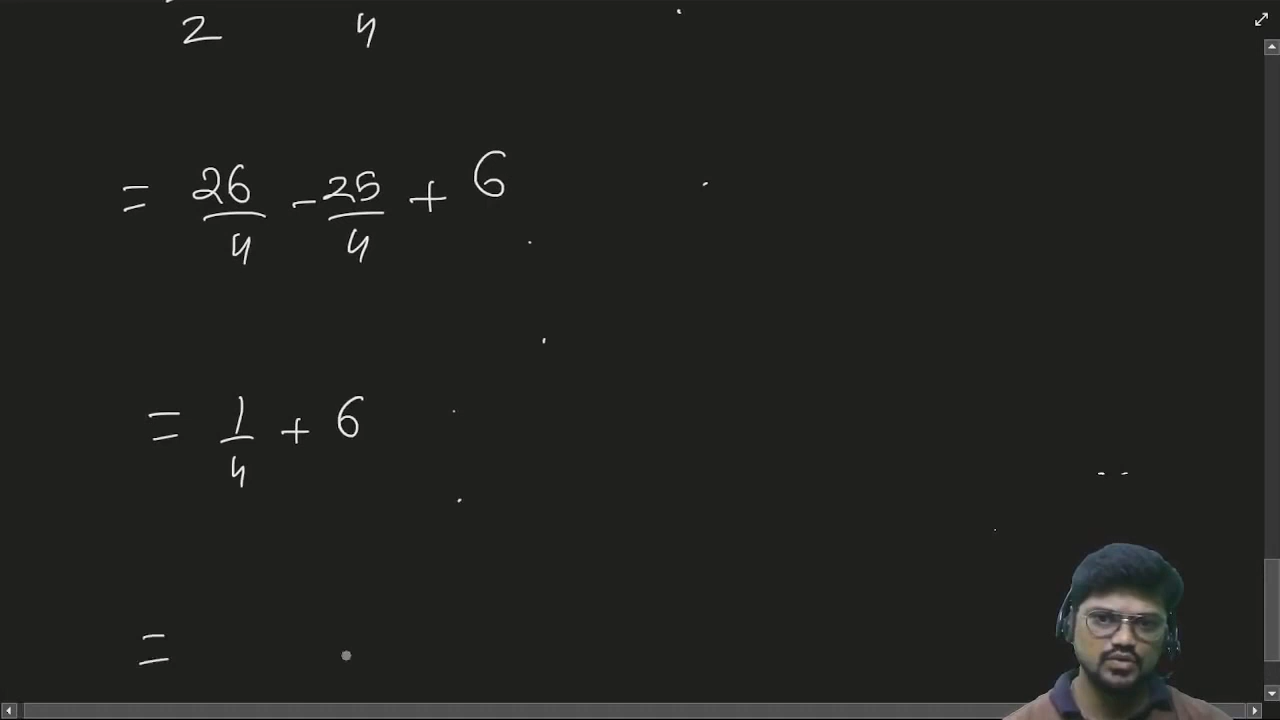 2 4
= 26/4 - 25/4 + 6
= 1/4 + 6
=